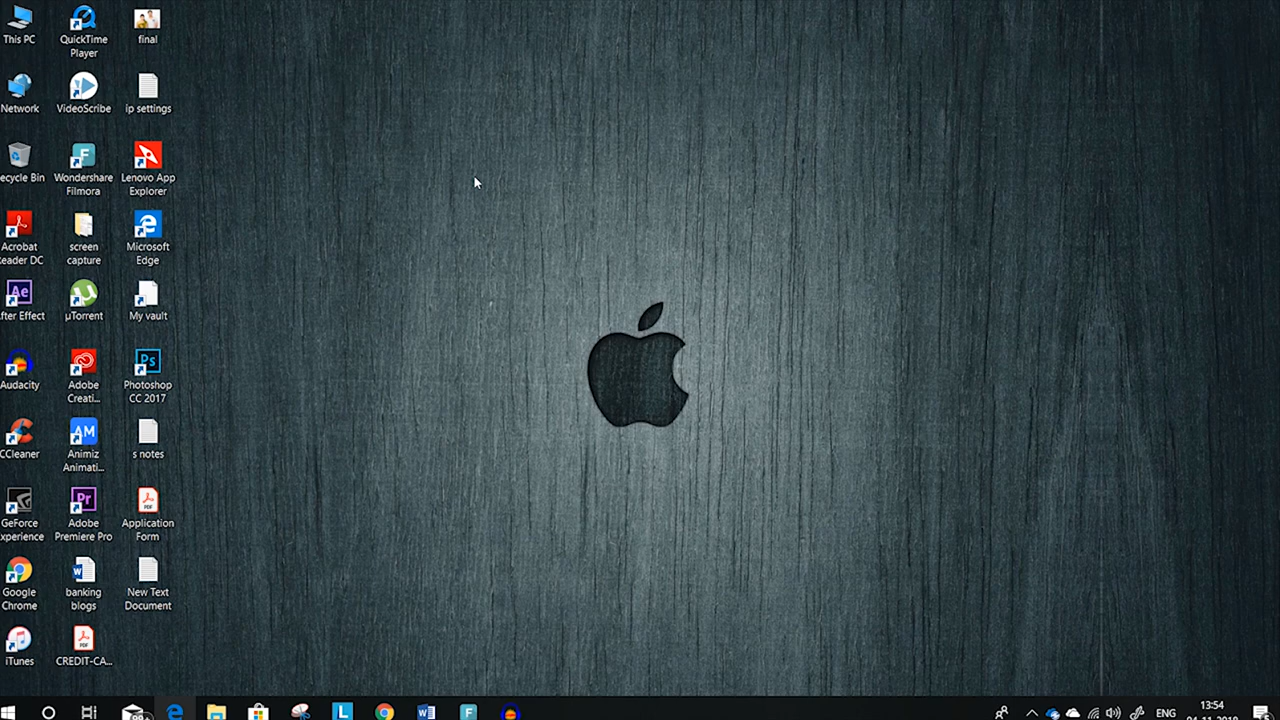 This PC
QuickTime
Player
final
Network
VideoScribe
ip settings
ecycle Bin
Wondershare
Filmora
Lenovo App
Explorer
Acrobat
eader DC
screen
capture
Microsoft
Edge
fter Effect
µTorrent
My vault
Audacity
Adobe
Creati...
Photoshop
CC 2017
CCleaner
Animiz
Animati...
s notes
GeForce
xperience
Adobe
Premiere Pro
Application
Form
Google
Chrome
banking
blogs
New Text
Document
iTunes
CREDIT-CA...
ENG
13:54